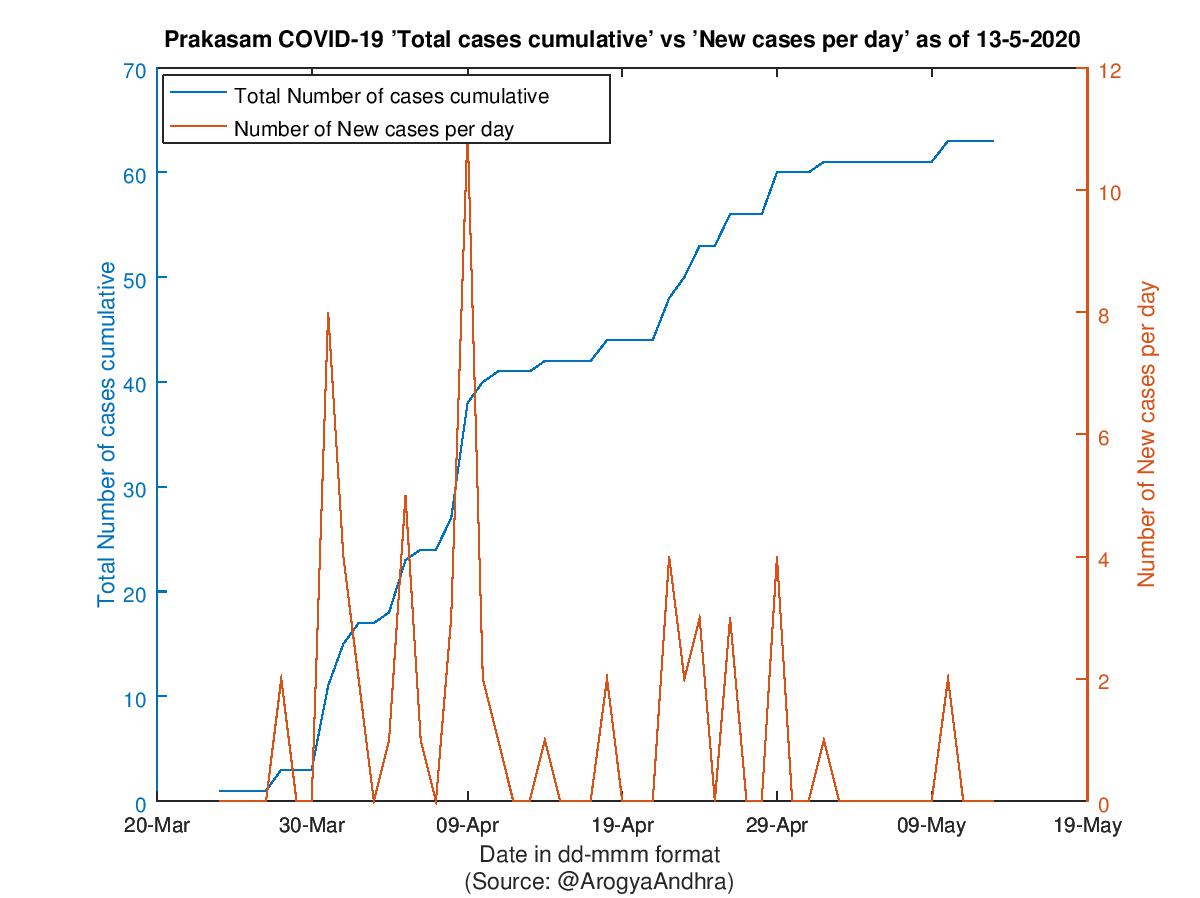 Prakasam COVID-19 ’Total cases cumulative’ vs ’New cases per day’ as of 13-5-2020
Total Number of cases cumulative
Number of New cases per day
70
60
50
40
30
20
10
0
Total Number of cases cumulative
12
10
8
6
4
2
0
Number of New cases per day
20-Mar 30-Mar 09-Apr 19-Apr 29-Apr 09-May 19-May
Date in dd-mmm format
(Source: @ArogyaAndhra)